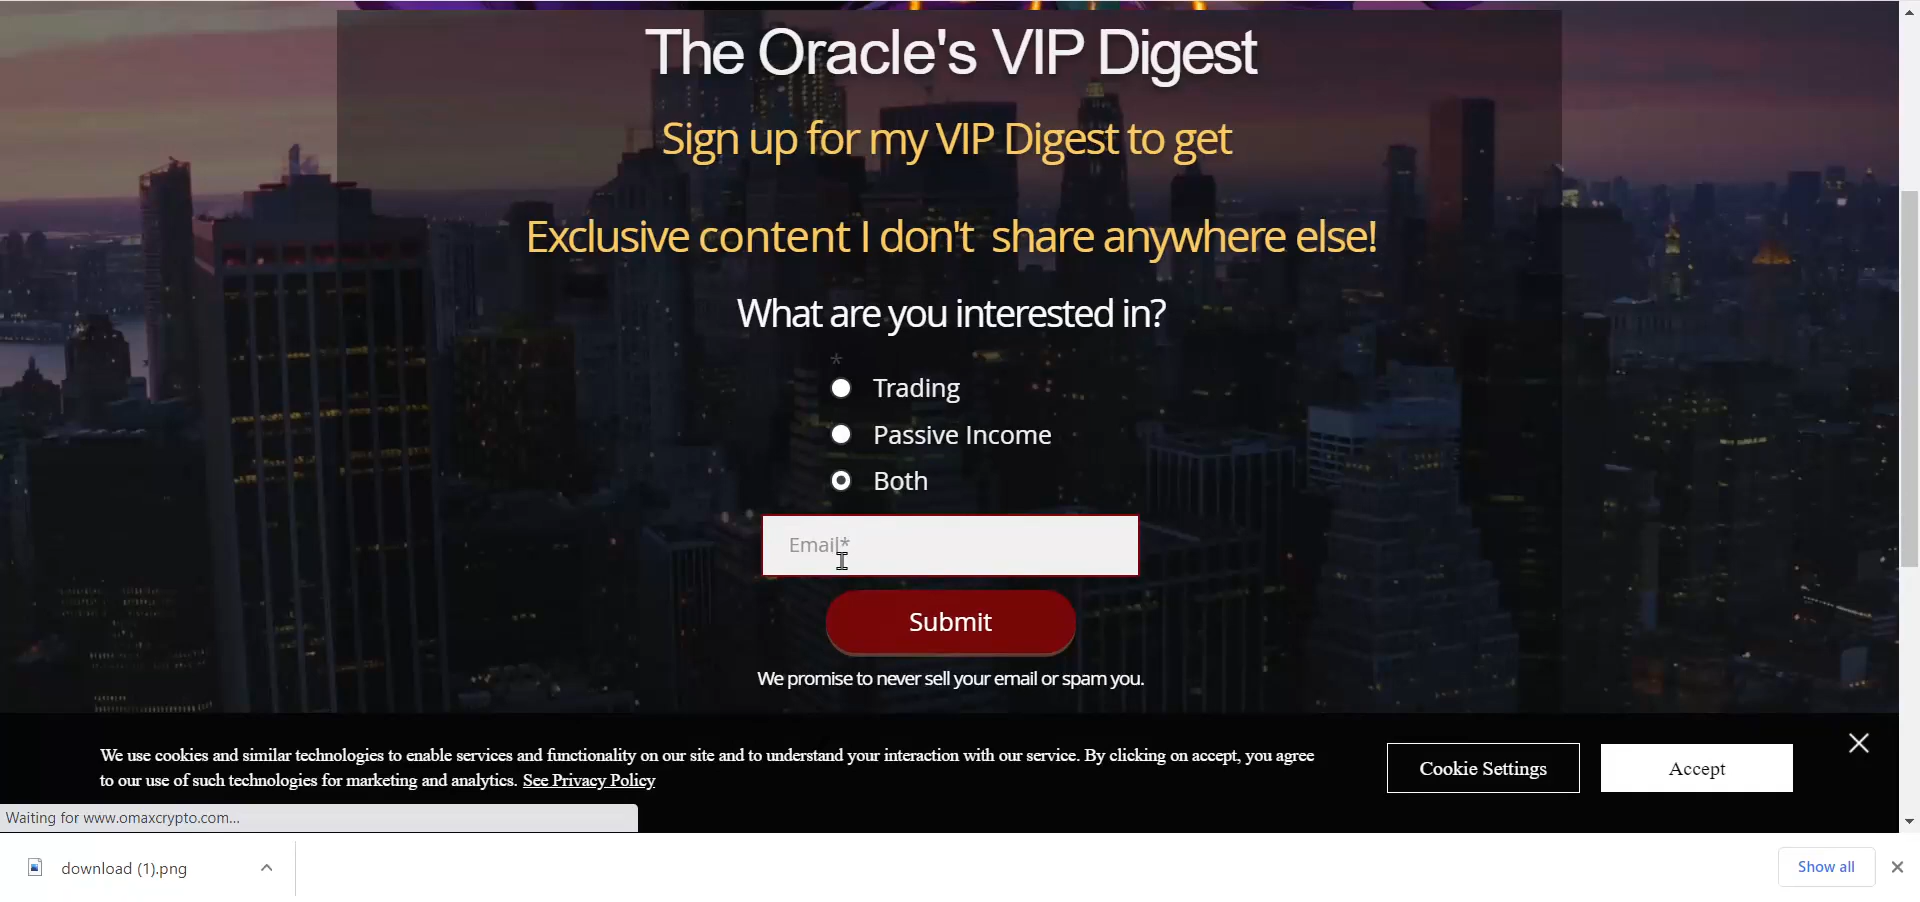 The Oracle's VIP Digest
Sign up for my VIP Digest to get
Exclusive content I don't share anywhere else!
What are you interested in?
*
Trading
Passive Income
Both
Email*
Submit
We promise to never sell your email or spam you.
We use cookies and similar technologies to enable services and functionality on our site and to understand your interaction with our service. By clicking on accept, you agree
to our use of such technologies for marketing and analytics. See Privacy Policy
Cookie Settings
Accept
Waiting for www.omaxcrypto.com...
download (1).png
Show all